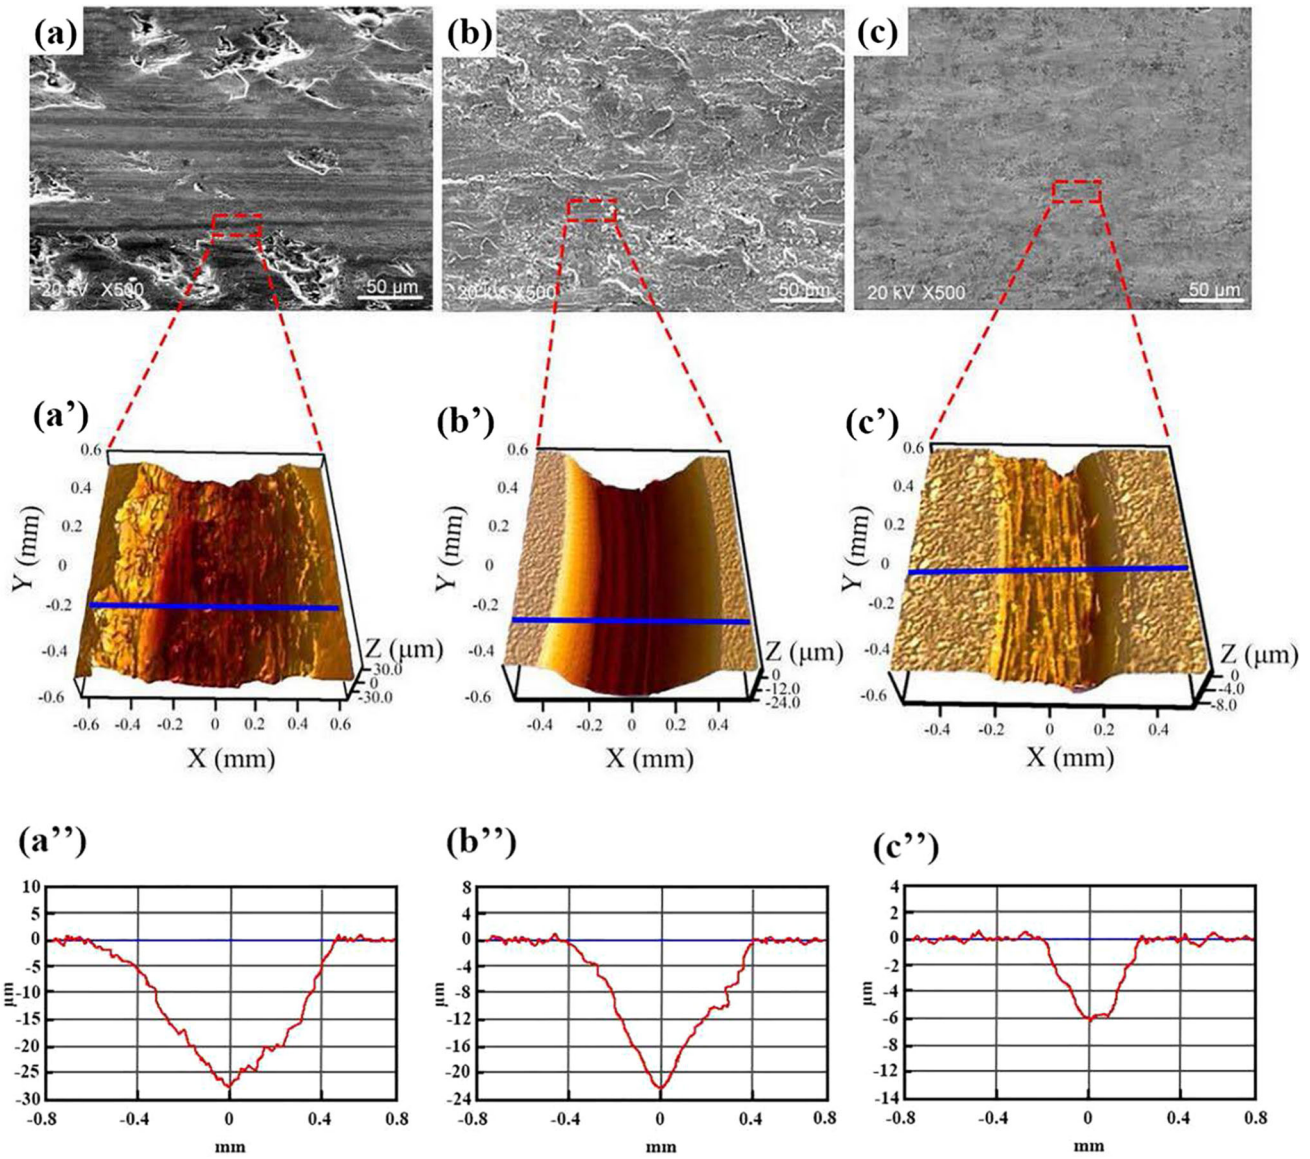 (a)
(b)
(c)
20 kV X500
50 μm
20 kV X500
50 μm
20 kV X500
50 μm
(a’)
(b’)
(c’)
0.6
0.4
0.2
0
-0.2
-0.4
-0.6
Y (mm)
-0.6 -0.4 -0.2 0 0.2 0.4 0.6
X (mm)
Z (μm)
30.0
0
-30.0
0.6
0.4
0.2
0
-0.2
-0.4
-0.6
Y (mm)
-0.4 -0.2 0 0.2 0.4
X (mm)
Z (μm)
0
-12.0
-24.0
0.6
0.4
0.2
0
-0.2
-0.4
-0.6
Y (mm)
-0.4 -0.2 0 0.2 0.4
X (mm)
Z (μm)
0
-4.0
-8.0
(a’’)
(b’’)
(c’’)
10
5
0
-5
-10
-15
-20
-25
-30
μm
-0.8 -0.4 0 0.4 0.8
mm
8
4
0
-4
-8
-12
-16
-20
-24
μm
-0.8 -0.4 0 0.4 0.8
mm
4
2
0
-2
-4
-6
-8
-12
-14
μm
-0.8 -0.4 0 0.4 0.8
mm